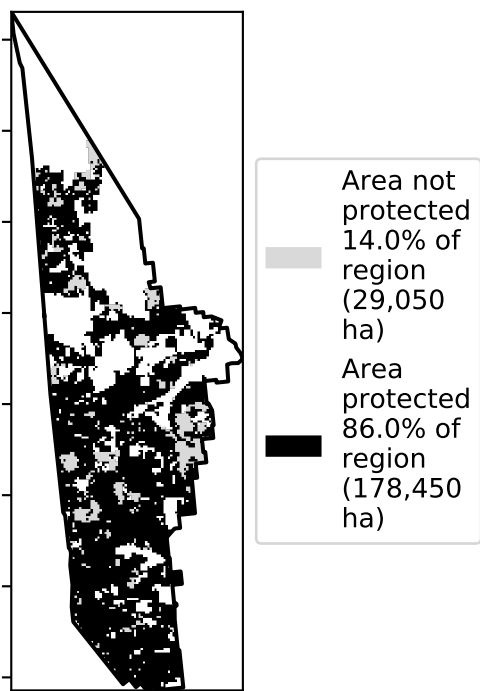 Area not
protected
14.0% of
region
(29,050
ha)
Area
protected
86.0% of
region
(178,450
ha)